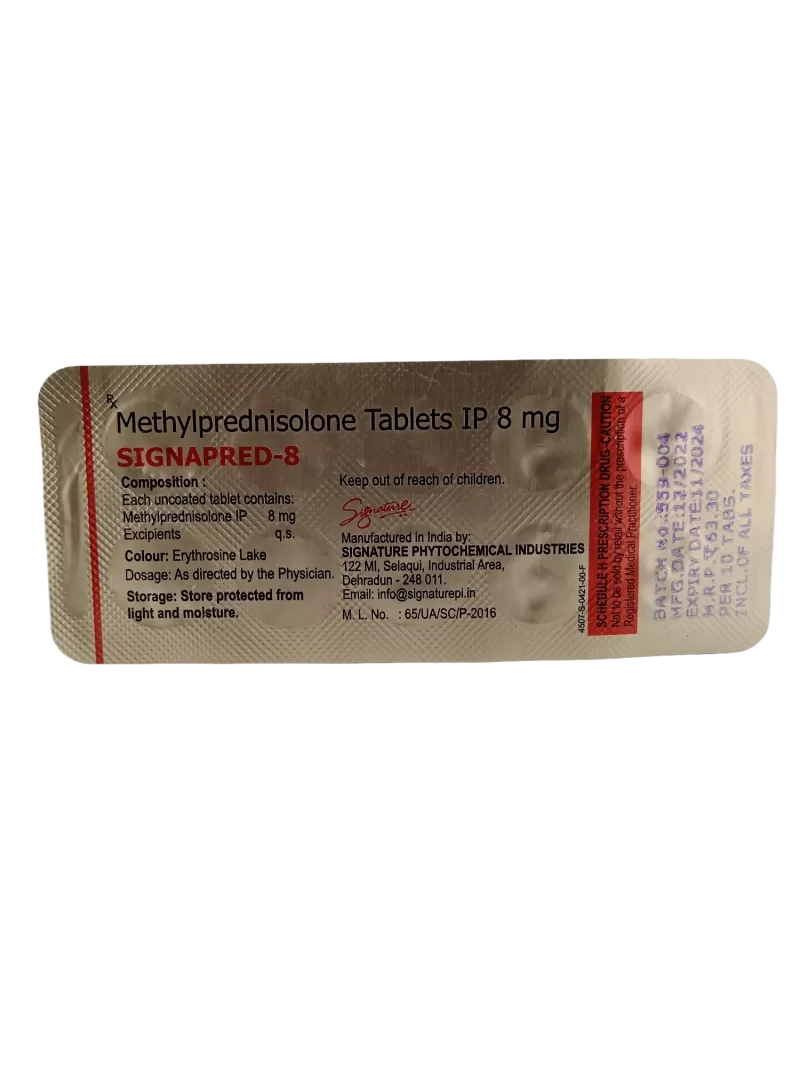 Rx
Methylprednisolone Tablets IP 8 mg
SIGNAPRED-8
Composition :
Each uncoated tablet contains:
Methylprednisolone IP 8 mg
Excipients q.s.
Colour: Erythrosine Lake
Dosage: As directed by the Physician.
Storage: Store protected from
light and moisture.
Keep out of reach of children.
Signature
Manufactured in India by:
SIGNATURE PHYTOCHEMICAL INDUSTRIES
122 MI, Selaqui, Industrial Area,
Dehradun - 248 011.
Email: info@signaturepi.in
M. L. No. : 65/UA/SC/P-2016
4507-S-0421-00-F
SCHEDULE-H PRESCRIPTION DRUG-CAUTION
Not to be sold by retail without the prescription of a
Registered Medical Practitioner.
BATCH NO.:559-004
MFG.DATE:12/2022
EXPIRY DATE:11/2024
M.R.P.₹63.30
PER 10 TABS.
INCL.OF ALL TAXES